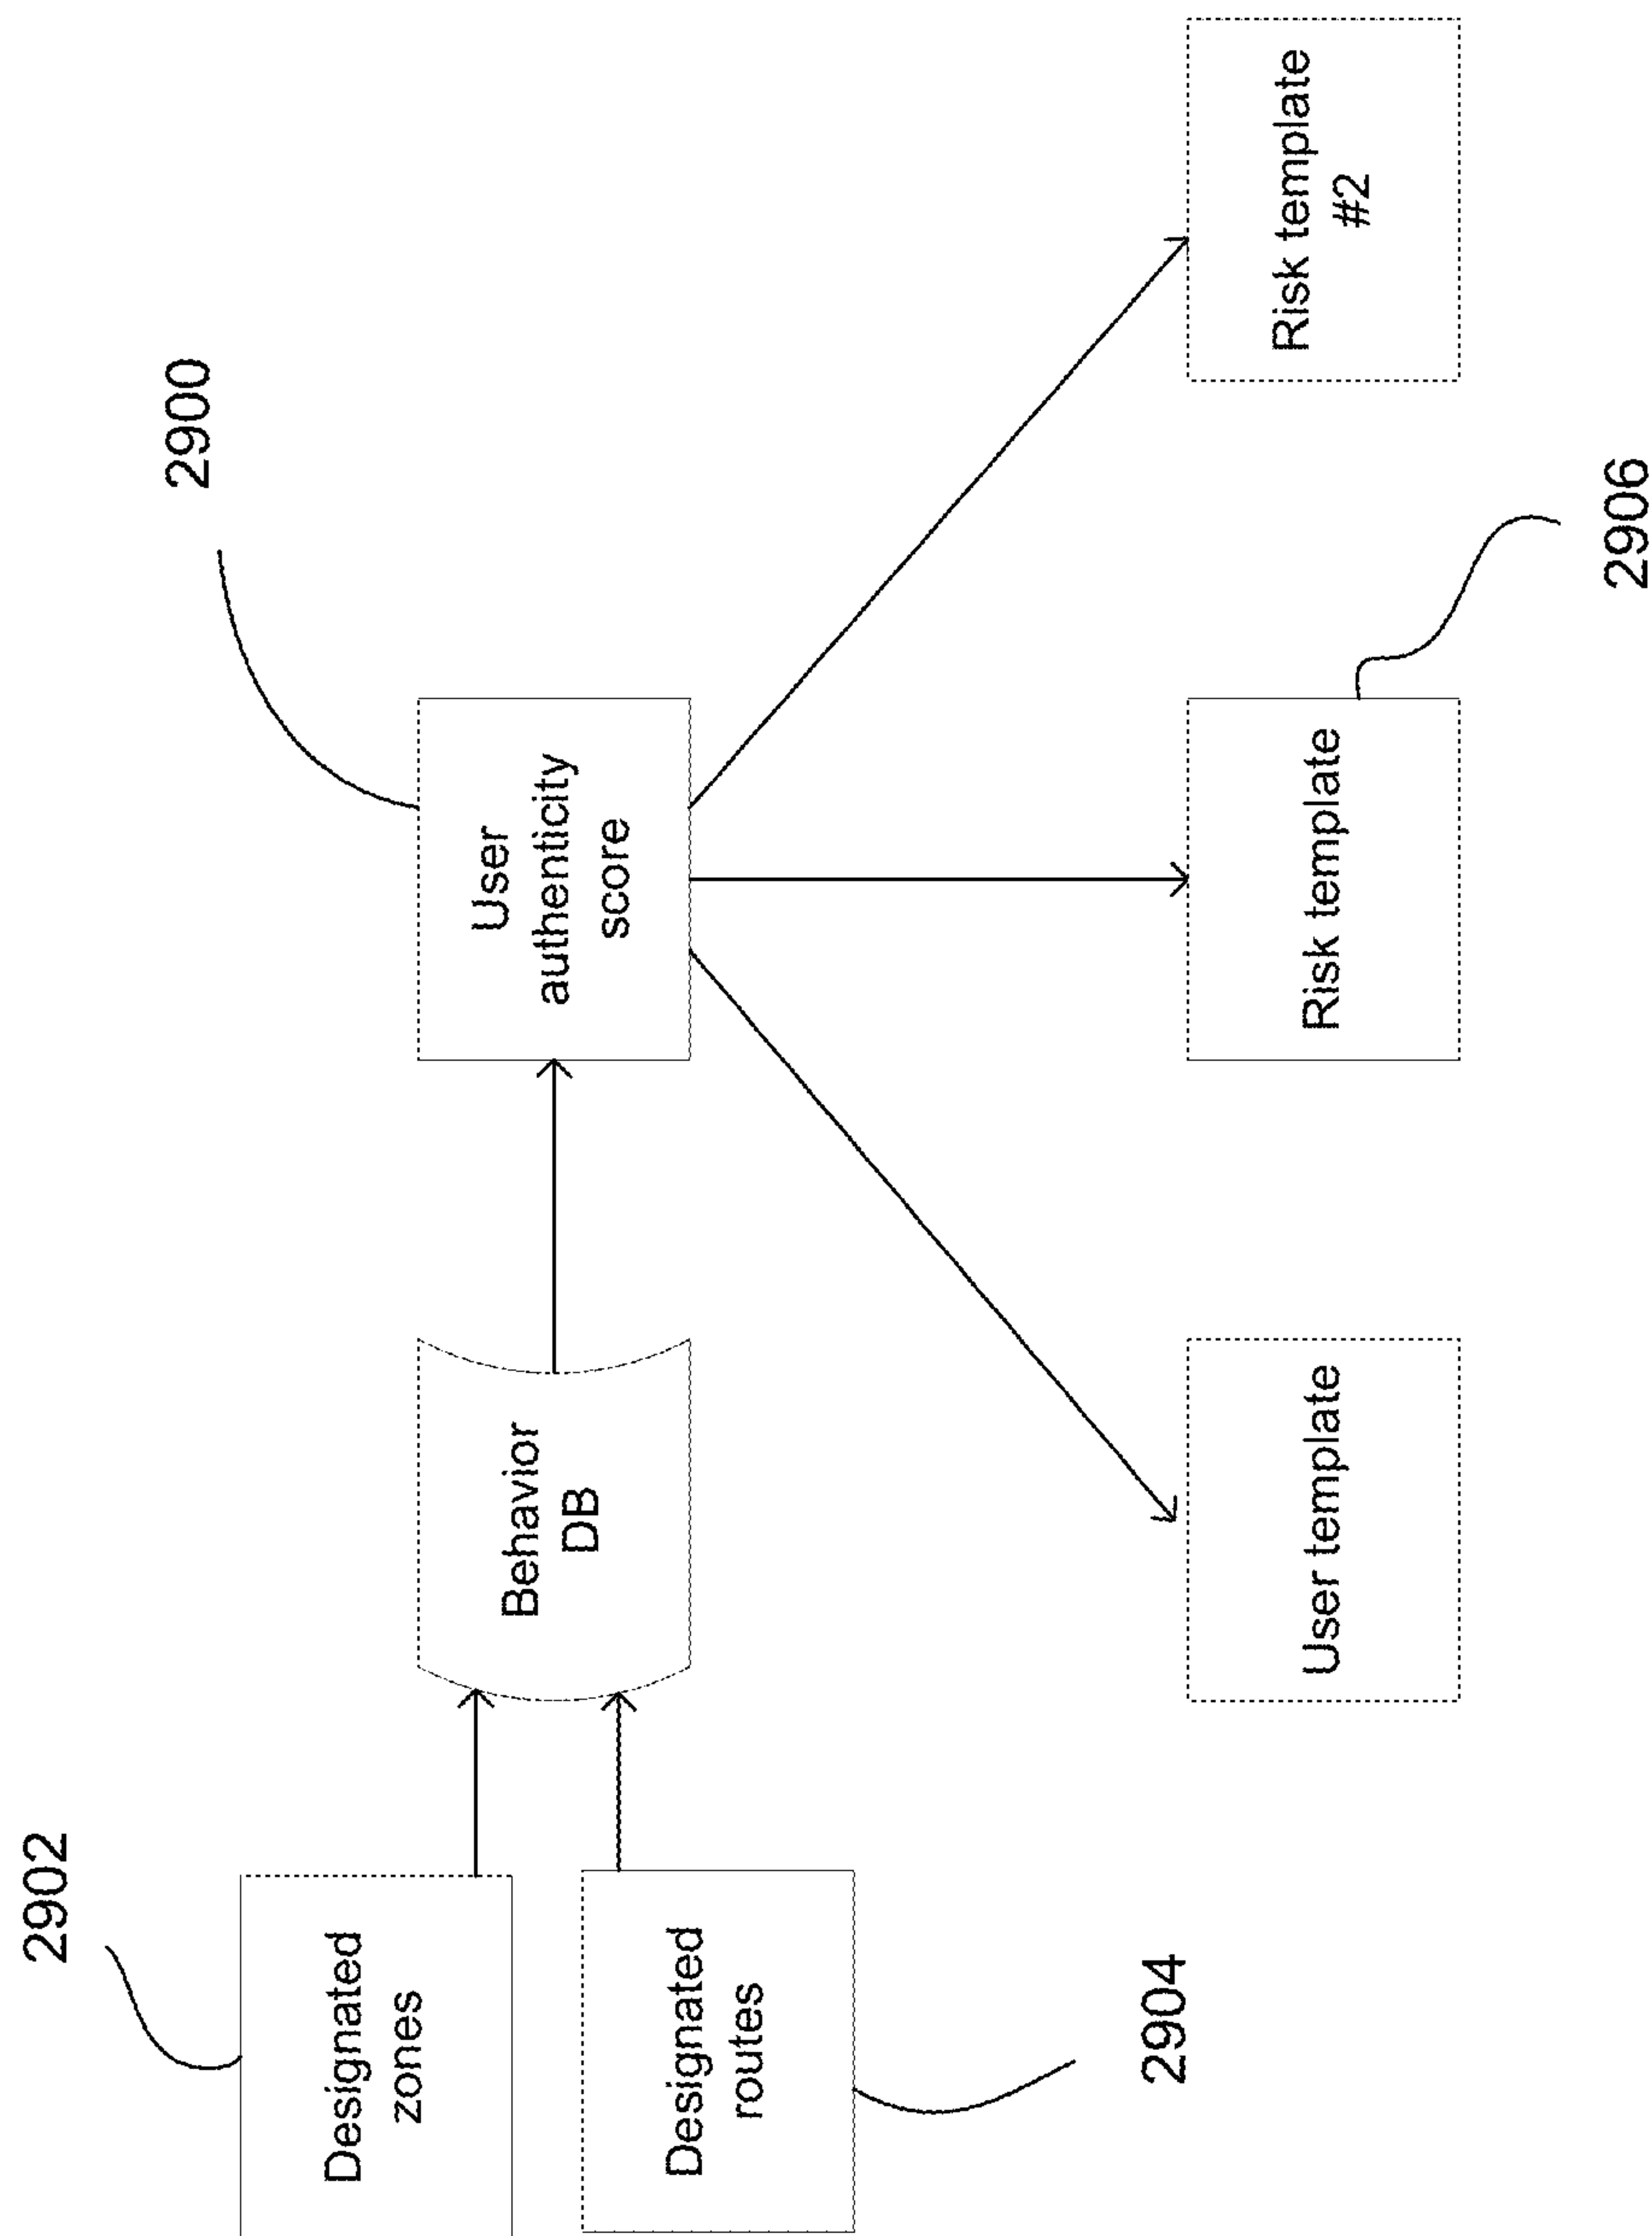 2902
2900
Designated
zones
Behavior
DB
User
authenticity
score
Designated
routes
2904
User template
Risk template
Risk template
#2
2906